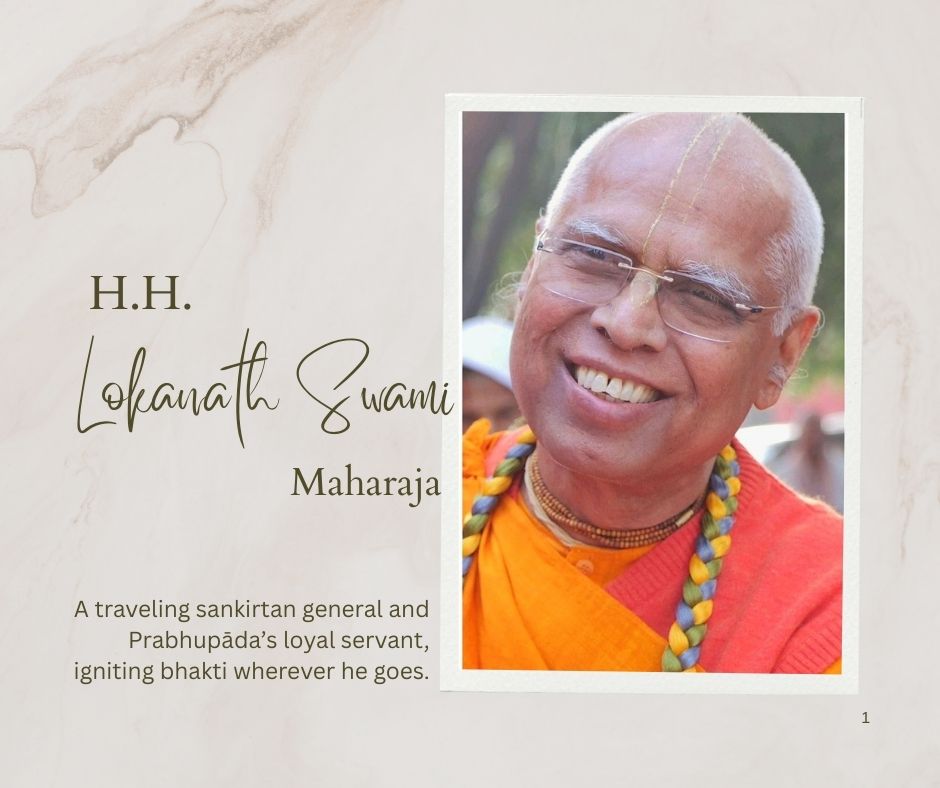 H.H.
Lokanath Swami
Maharaja
A traveling sankirtan general and
Prabhupāda’s loyal servant,
igniting bhakti wherever he goes.
1